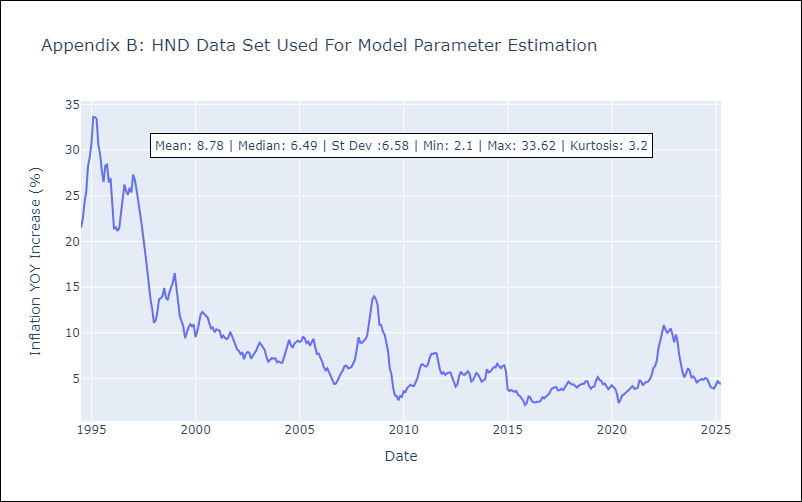 Appendix B: HND Data Set Used For Model Parameter Estimation
Mean: 8.78 | Median: 6.49 | St Dev :6.58 | Min: 2.1 | Max: 33.62 | Kurtosis: 3.2
Inflation YOY Increase (%)
35
30
25
20
15
10
5
1995 2000 2005 2010 2015 2020 2025
Date